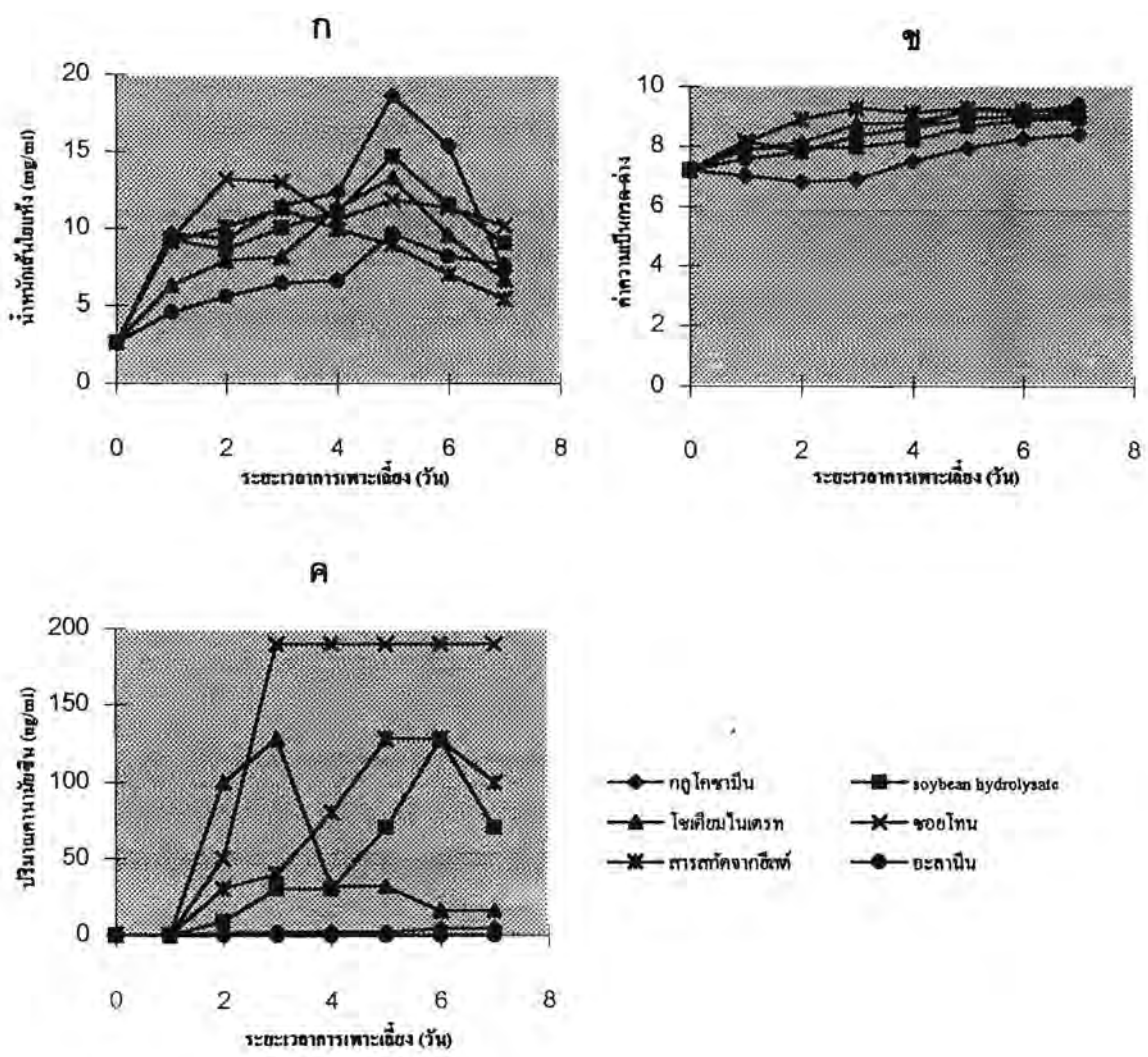 ก
น้ำหนักเส้นใยแห้ง (mg/ml)
20
15
10
5
0
0 2 4 6 8
ระยะเวลาการเพาะเลี้ยง (วัน)
ข
ค่าความเป็นกรด-ด่าง
10
8
6
4
2
0
0 2 4 6 8
ระยะเวลาการเพาะเลี้ยง (วัน)
ค
ปริมาณคานามัยซิน (ug/ml)
200
150
100
50
0
0 2 4 6 8
ระยะเวลาการเพาะเลี้ยง (วัน)
กลูโคซามีน soybean hydrolysate
โซเดียมไนเตรท ซอยโทน
สารสกัดจากยีสต์ อะลานีน